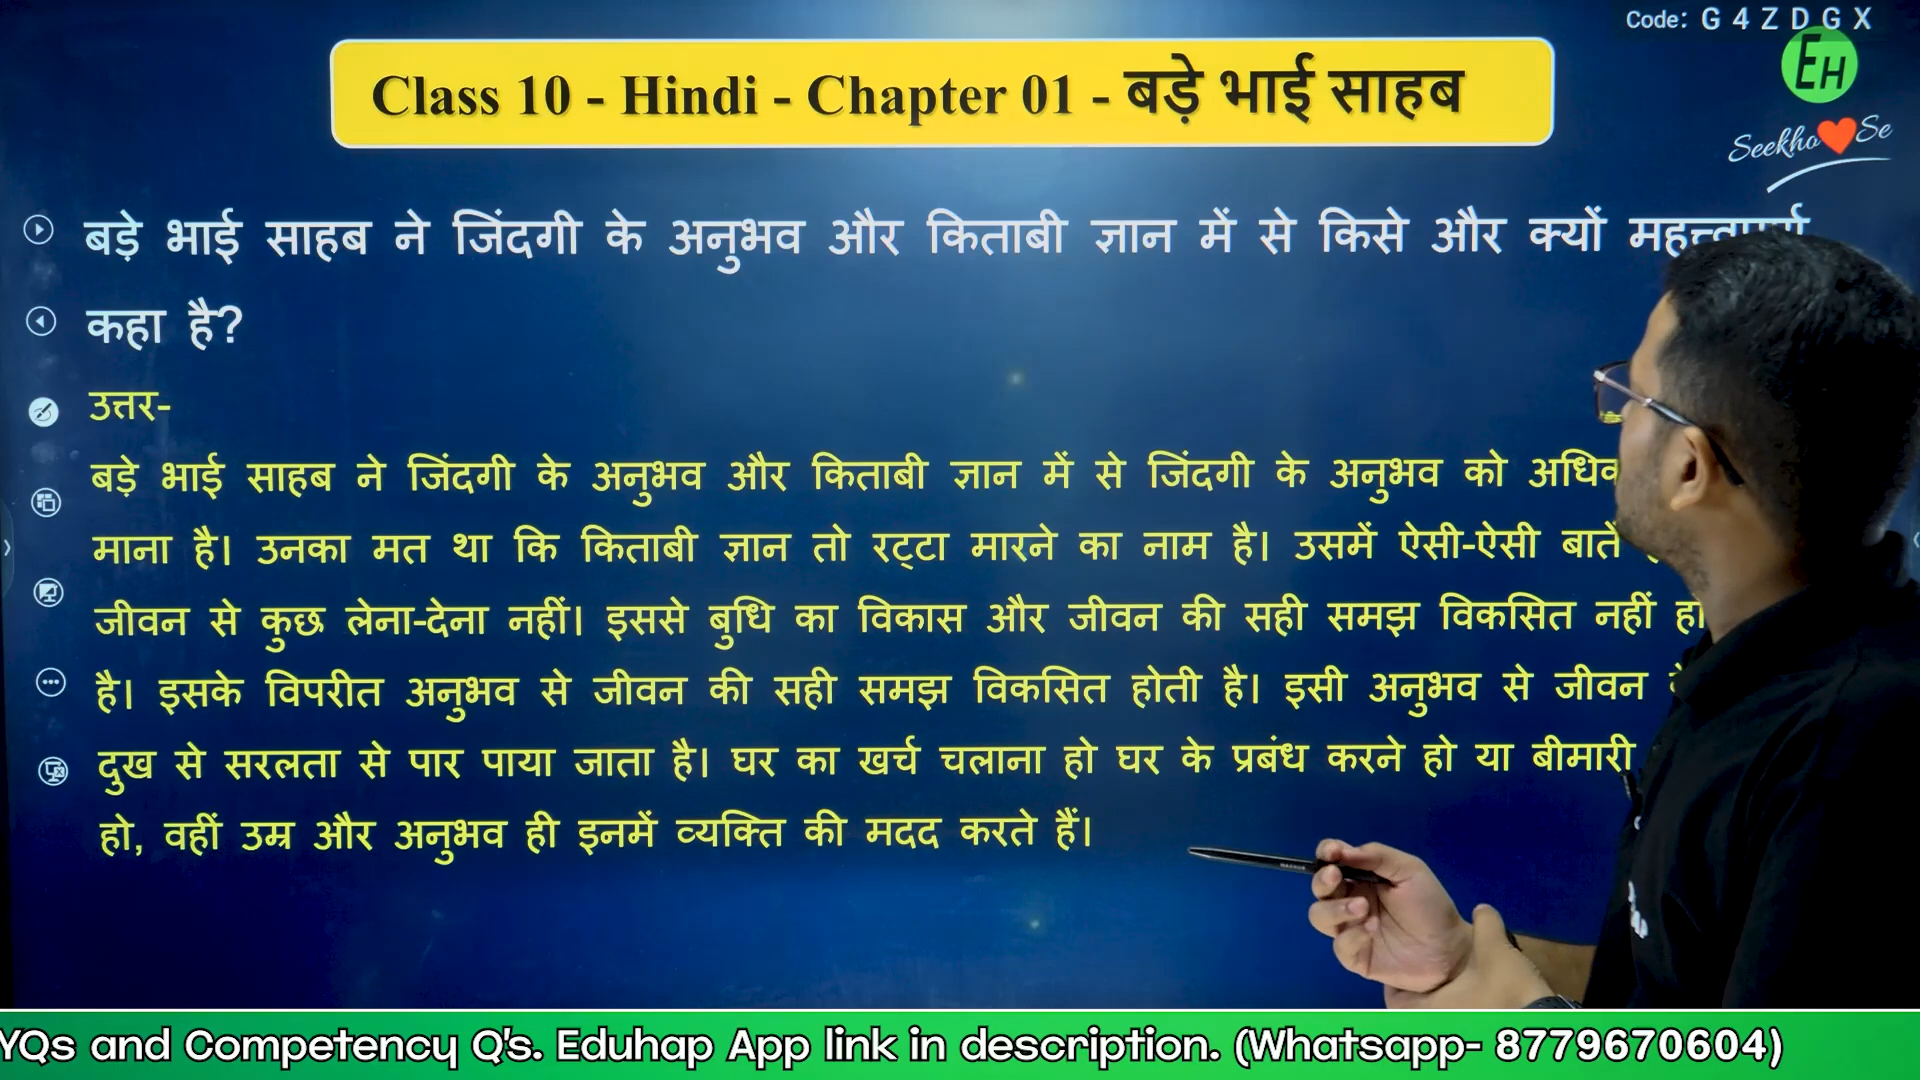 Code: G 4 Z D G X
EH
Class 10 - Hindi - Chapter 01 - बड़े भाई साहब
Seekho ❤ Se
बड़े भाई साहब ने जिंदगी के अनुभव और किताबी ज्ञान में से किसे और क्यों महत्त्वपूर्ण
कहा है?
उत्तर-
बड़े भाई साहब ने जिंदगी के अनुभव और किताबी ज्ञान में से जिंदगी के अनुभव को
माना है। उनका मत था कि किताबी ज्ञान तो रट्टा मारने का नाम है। उसमें ऐसी-ऐसी बातें
जीवन से कुछ लेना-देना नहीं। इससे बुधि का विकास और जीवन की सही समझ विकसित नहीं
है। इसके विपरीत अनुभव से जीवन की सही समझ विकसित होती है। इसी अनुभव से जीवन
दुख से सरलता से पार पाया जाता है। घर का खर्च चलाना हो घर के प्रबंध करने हो या बीमारी
हो, वहीं उम्र और अनुभव ही इनमें व्यक्ति की मदद करते हैं।
YQs and Competency Q's. Eduhap App link in description. (Whatsapp- 8779670604)